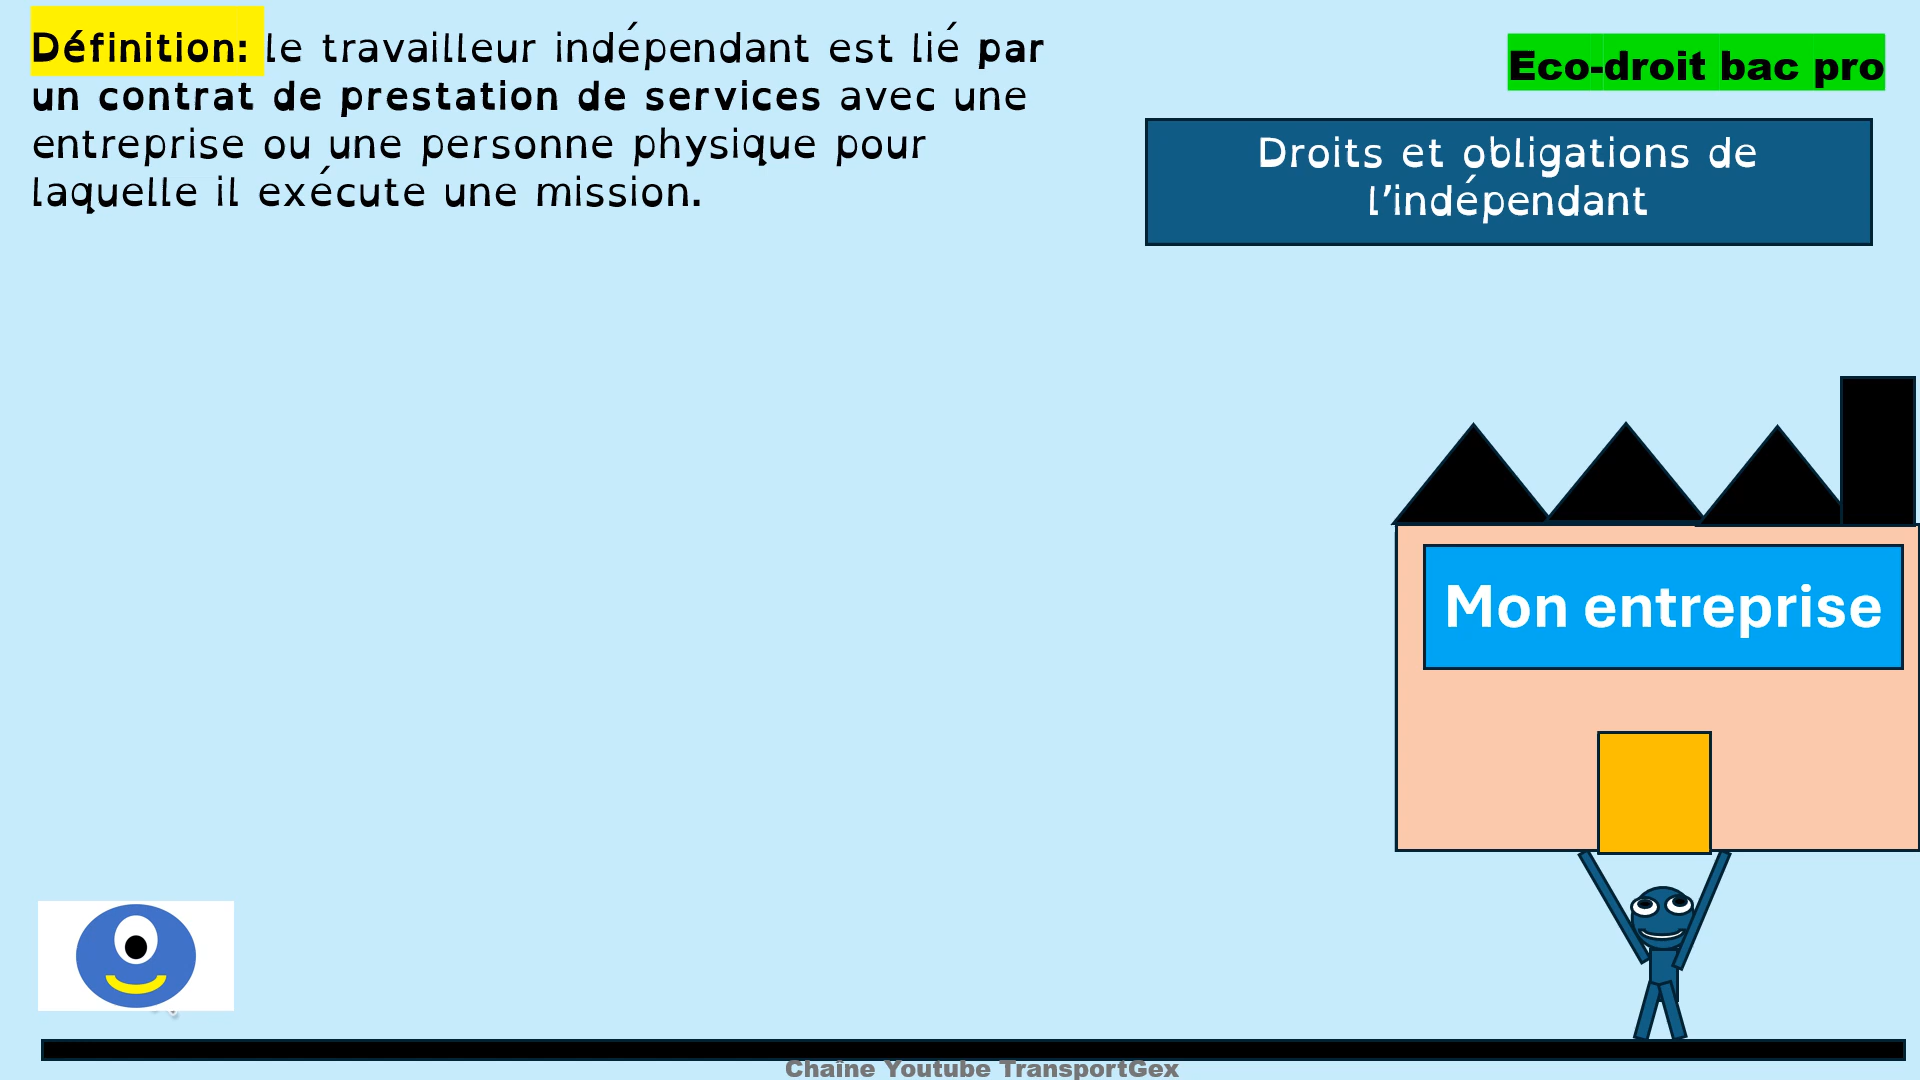 Définition: le travailleur indépendant est lié par
un contrat de prestation de services avec une
entreprise ou une personne physique pour
laquelle il exécute une mission.
Eco-droit bac pro
Droits et obligations de
l’indépendant
Mon entreprise
Chaîne Youtube TransportGex